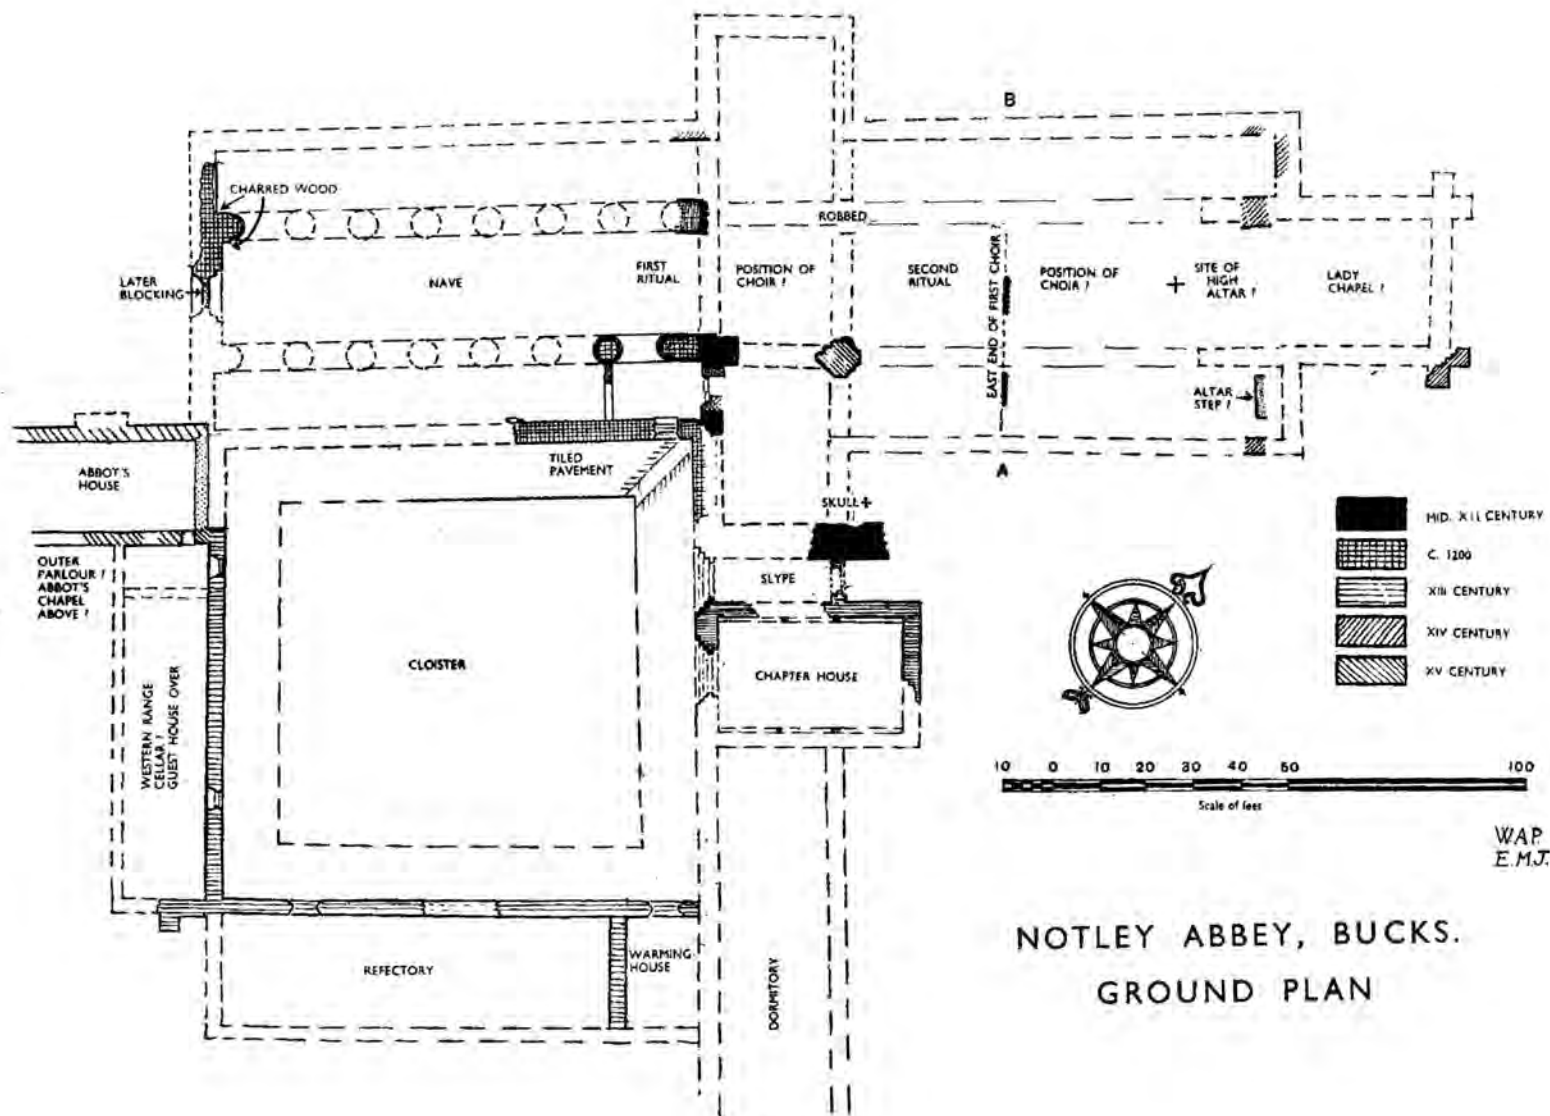 B
CHARRED WOOD
ROBBED
LATER
BLOCKING
NAVE
FIRST
RITUAL
POSITION OF
CHOIR ?
SECOND
RITUAL
EAST END OF FIRST CHOIR ?
POSITION OF
CHOIR ?
SITE OF
HIGH
ALTAR ?
LADY
CHAPEL ?
ALTAR
STEP ?
A
ABBOT'S
HOUSE
TILED
PAVEMENT
SKULL
OUTER
PARLOUR ?
ABBOT'S
CHAPEL
ABOVE ?
SLYPE
WESTERN RANGE
CELLAR ?
GUEST HOUSE OVER
CLOISTER
CHAPTER HOUSE
MID. XII CENTURY
C. 1200
XIII CENTURY
XIV CENTURY
XV CENTURY
10 0 10 20 30 40 50 100
Scale of feet
WAP.
E.M.J.
REFECTORY
WARMING
HOUSE
DORMITORY
NOTLEY ABBEY, BUCKS.
GROUND PLAN